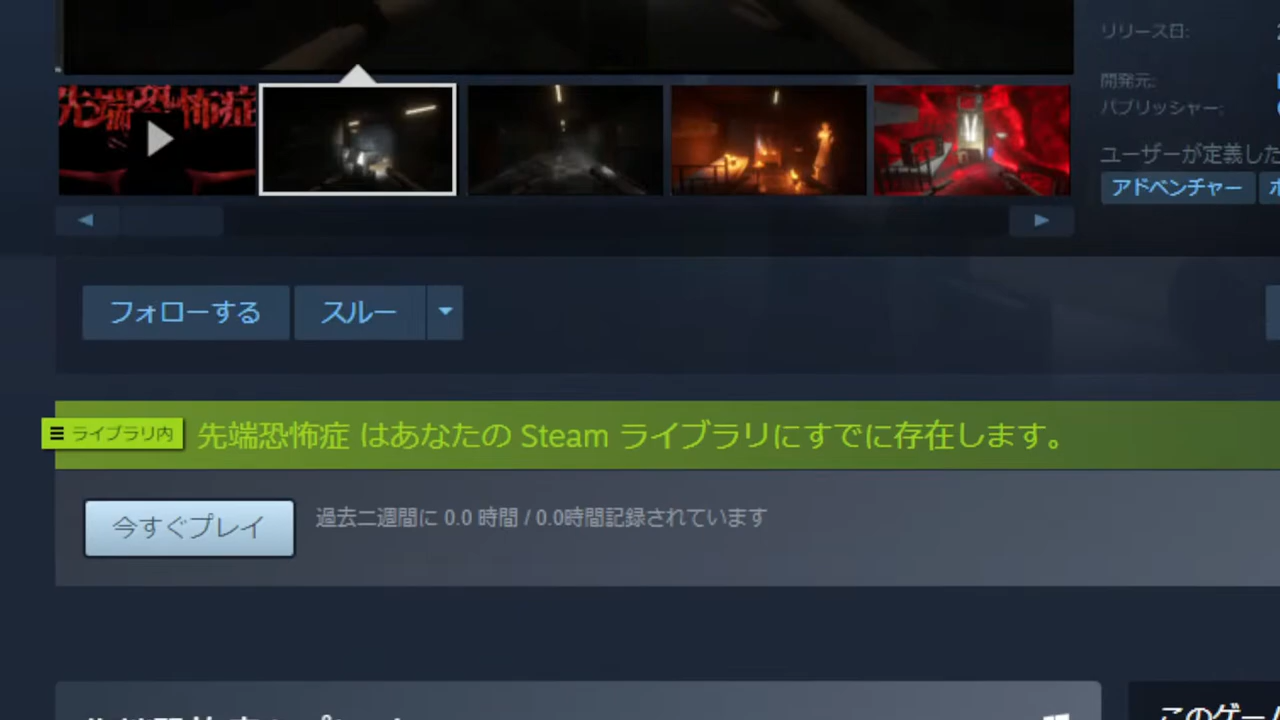 リリース日:
先端恐怖症
開発元:
パブリッシャー:
ユーザーが定義した
アドベンチャー
フォローする
スルー
ライブラリ内
先端恐怖症 はあなたの Steam ライブラリにすでに存在します。
今すぐプレイ
過去二週間に 0.0 時間 / 0.0時間記録されています
このゲーム